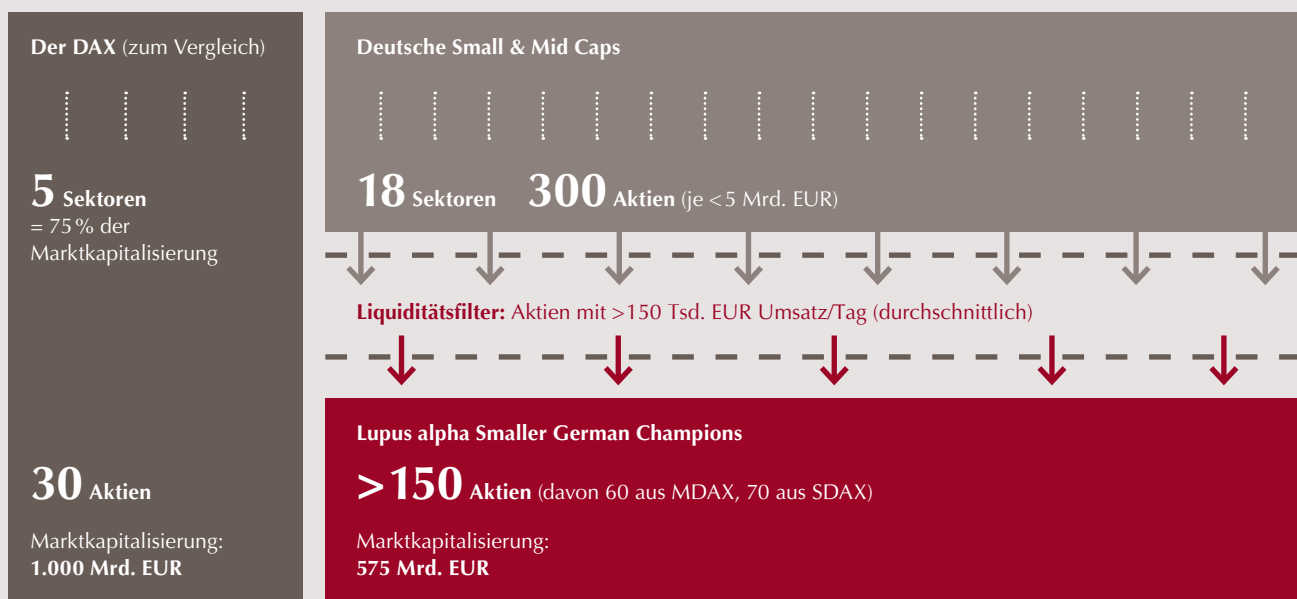 Der DAX (zum Vergleich)
5 Sektoren
= 75 % der
Marktkapitalisierung
30 Aktien
Marktkapitalisierung:
1.000 Mrd. EUR
Deutsche Small & Mid Caps
18 Sektoren 300 Aktien (je <5 Mrd. EUR)
Liquiditätsfilter: Aktien mit >150 Tsd. EUR Umsatz/Tag (durchschnittlich)
Lupus alpha Smaller German Champions
>150 Aktien (davon 60 aus MDAX, 70 aus SDAX)
Marktkapitalisierung:
575 Mrd. EUR